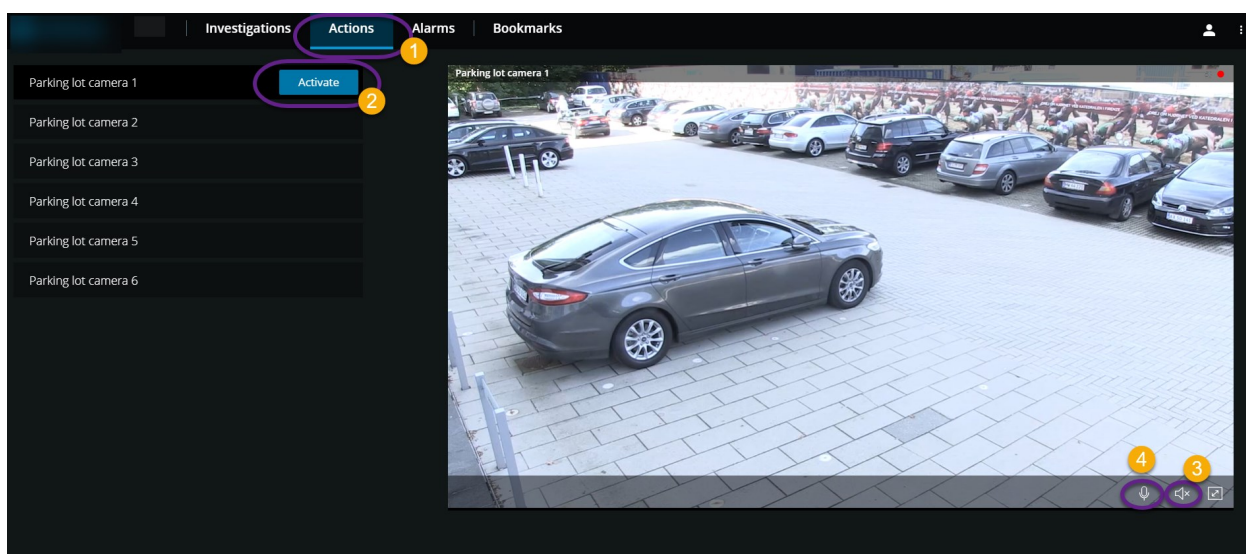 Investigations
Actions
Alarms
Bookmarks
1
Parking lot camera 1
Activate
2
Parking lot camera 2
Parking lot camera 3
Parking lot camera 4
Parking lot camera 5
Parking lot camera 6
Parking lot camera 1
4
3